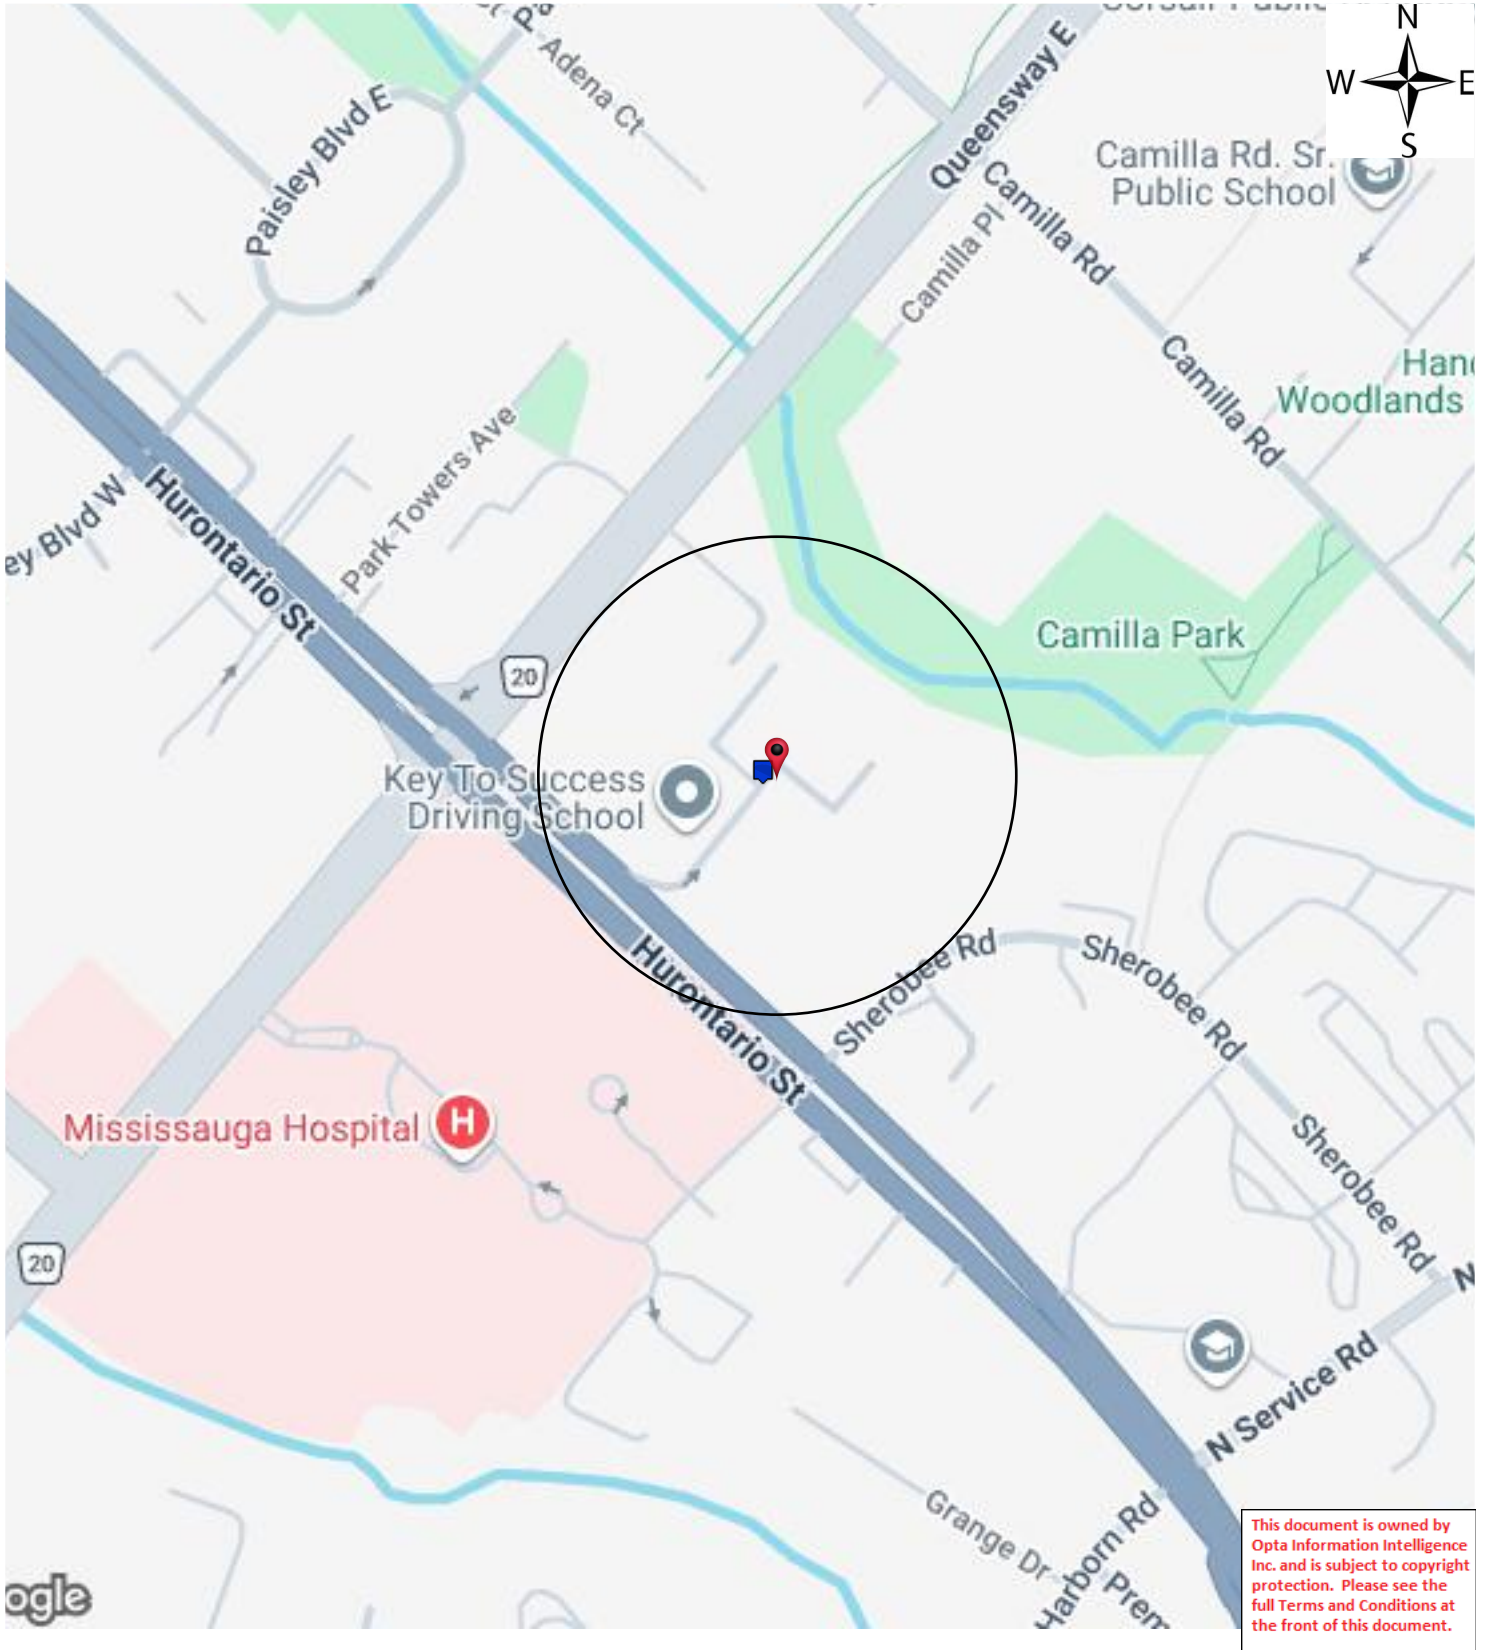 N
W
E
S
Adena Ct
Paisley Blvd E
Queensway E
Camilla Rd. Sr.
Public School
Camilla Rd
Camilla Pl
Camilla Rd
Woodlands
Park Towers Ave
Hurontario St
ey Blvd W
20
Camilla Park
Key To Success
Driving School
Hurontario St
Sherobee Rd
Sherobee Rd
Sherobee Rd
Mississauga Hospital
H
20
N Service Rd
N
Grange Dr
Harborn Rd
Prem
ogle
This document is owned by
Opta Information Intelligence
Inc. and is subject to copyright
protection. Please see the
full Terms and Conditions at
the front of this document.